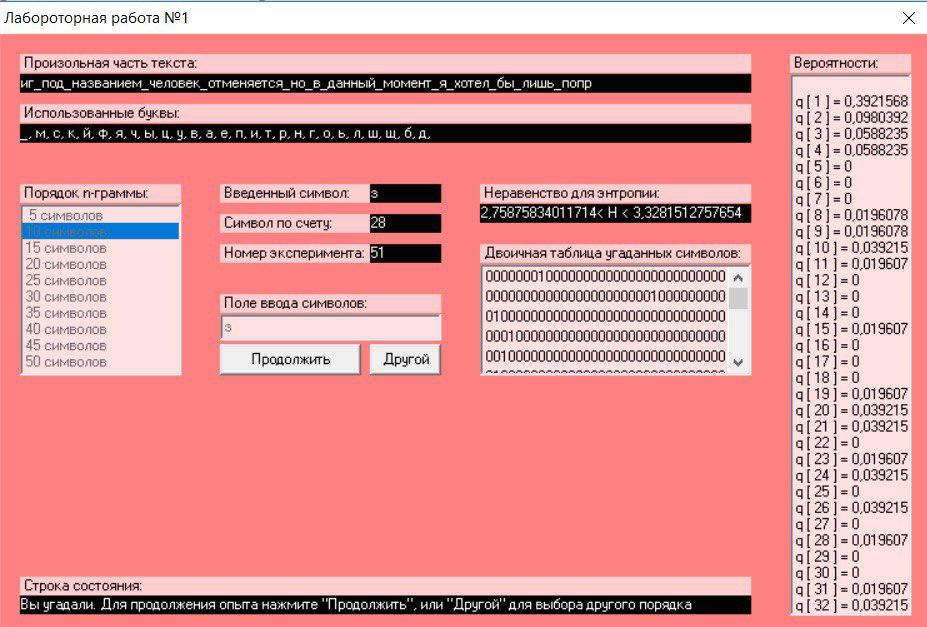 Лабороторная работа №1
Произольная часть текста:
иг_под_названием_человек_отменяется_но_в_данный_момент_я_хотел_бы_лишь_попр
Использованные буквы:
_, м, с, к, й, ф, я, ч, ы, ц, у, в, а, е, п, и, т, р, н, г, о, ь, л, ш, щ, б, д,
Порядок n-граммы:
5 символов
10 символов
15 символов
20 символов
25 символов
30 символов
35 символов
40 символов
45 символов
50 символов
Введенный символ: з
Символ по счету: 28
Номер эксперимента: 51
Поле ввода символов:
з
Продолжить
Другой
Неравенство для энтропии:
2,75875834011714< H < 3,3281512757654
Двоичная таблица угаданных символов:
Вероятности:
q[ 1 ] = 0,3921568
q[ 2 ] = 0,0980392
q[ 3 ] = 0,0588235
q[ 4 ] = 0,0588235
q[ 5 ] = 0
q[ 6 ] = 0
q[ 7 ] = 0
q[ 8 ] = 0,0196078
q[ 9 ] = 0,0196078
q[ 10 ] = 0,039215
q[ 11 ] = 0,019607
q[ 12 ] = 0
q[ 13 ] = 0
q[ 14 ] = 0
q[ 15 ] = 0,019607
q[ 16 ] = 0
q[ 17 ] = 0
q[ 18 ] = 0
q[ 19 ] = 0,019607
q[ 20 ] = 0,039215
q[ 21 ] = 0,039215
q[ 22 ] = 0
q[ 23 ] = 0,019607
q[ 24 ] = 0,039215
q[ 25 ] = 0
q[ 26 ] = 0,039215
q[ 27 ] = 0
q[ 28 ] = 0,019607
q[ 29 ] = 0
q[ 30 ] = 0
q[ 31 ] = 0,019607
q[ 32 ] = 0,039215
Строка состояния:
Вы угадали. Для продолжения опыта нажмите "Продолжить", или "Другой" для выбора другого порядка